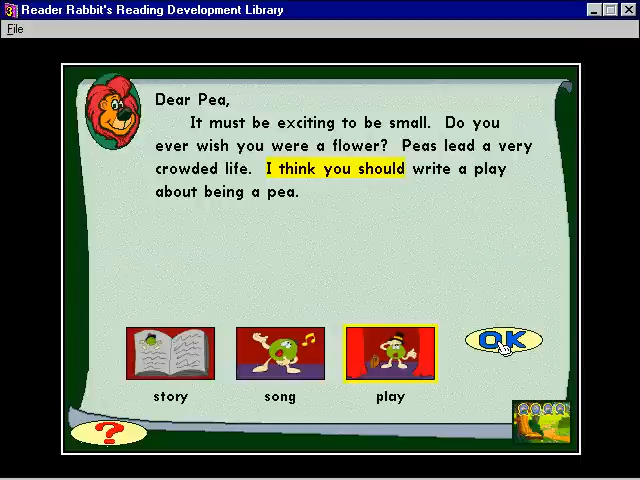 Reader Rabbit's Reading Development Library
File
Dear Pea,
It must be exciting to be small. Do you
ever wish you were a flower? Peas lead a very
crowded life. I think you should write a play
about being a pea.
OK
story
song
play
?